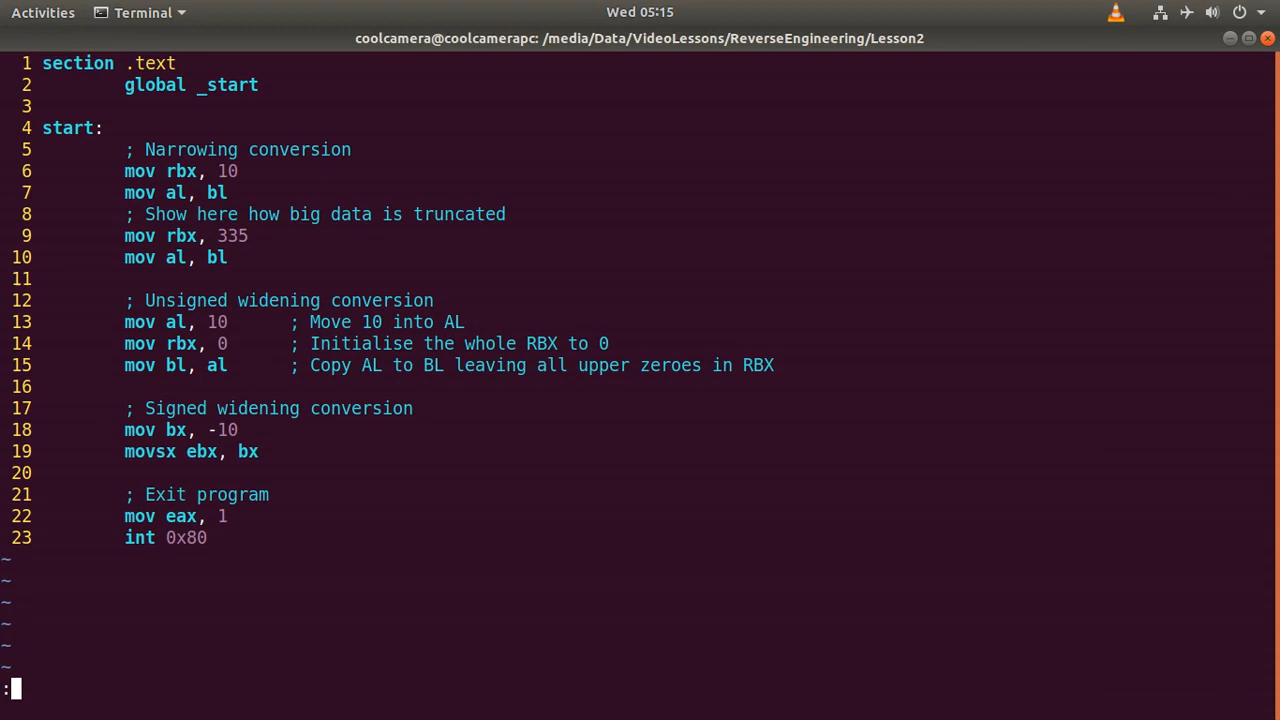 Activities Terminal Wed 05:15
coolcamera@coolcamerapc: /media/Data/VideoLessons/ReverseEngineering/Lesson2
1 section .text
2 global _start
3
4 start:
5 ; Narrowing conversion
6 mov rbx, 10
7 mov al, bl
8 ; Show here how big data is truncated
9 mov rbx, 335
10 mov al, bl
11
12 ; Unsigned widening conversion
13 mov al, 10 ; Move 10 into AL
14 mov rbx, 0 ; Initialise the whole RBX to 0
15 mov bl, al ; Copy AL to BL leaving all upper zeroes in RBX
16
17 ; Signed widening conversion
18 mov bx, -10
19 movsx ebx, bx
20
21 ; Exit program
22 mov eax, 1
23 int 0x80
~
~
~
~
~
~
: